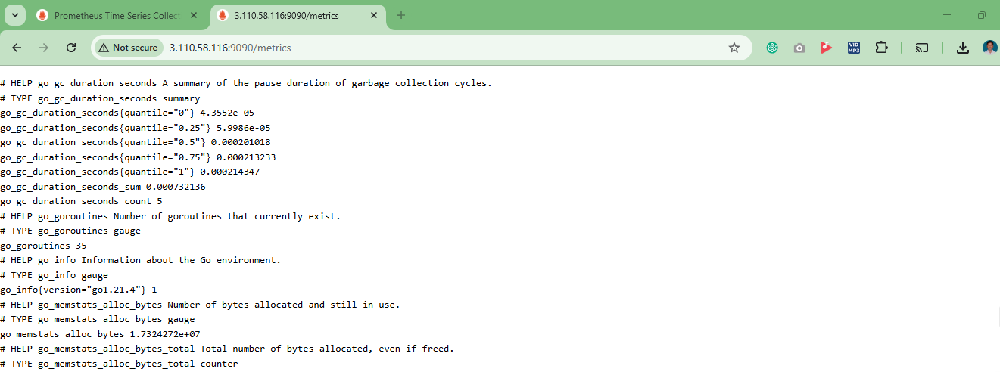 Prometheus Time Series Collect
3.110.58.116:9090/metrics
Not secure
3.110.58.116:9090/metrics
VID
MP3
# HELP go_gc_duration_seconds A summary of the pause duration of garbage collection cycles.
# TYPE go_gc_duration_seconds summary
go_gc_duration_seconds{quantile="0"} 4.3552e-05
go_gc_duration_seconds{quantile="0.25"} 5.9986e-05
go_gc_duration_seconds{quantile="0.5"} 0.000201018
go_gc_duration_seconds{quantile="0.75"} 0.000213233
go_gc_duration_seconds{quantile="1"} 0.000214347
go_gc_duration_seconds_sum 0.000732136
go_gc_duration_seconds_count 5
# HELP go_goroutines Number of goroutines that currently exist.
# TYPE go_goroutines gauge
go_goroutines 35
# HELP go_info Information about the Go environment.
# TYPE go_info gauge
go_info{version="go1.21.4"} 1
# HELP go_memstats_alloc_bytes Number of bytes allocated and still in use.
# TYPE go_memstats_alloc_bytes gauge
go_memstats_alloc_bytes 1.7324272e+07
# HELP go_memstats_alloc_bytes_total Total number of bytes allocated, even if freed.
# TYPE go_memstats_alloc_bytes_total counter